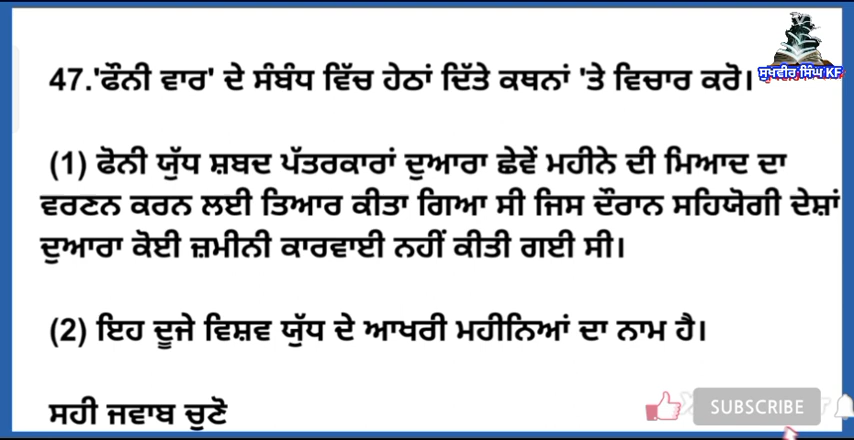 47.'ਫੌਨੀ ਵਾਰ' ਦੇ ਸੰਬੰਧ ਵਿੱਚ ਹੇਠਾਂ ਦਿੱਤੇ ਕਥਨਾਂ 'ਤੇ ਵਿਚਾਰ ਕਰੋ।
ਸੁਖਵੀਰ ਸਿੰਘ KF
(1) ਫੋਨੀ ਯੁੱਧ ਸ਼ਬਦ ਪੱਤਰਕਾਰਾਂ ਦੁਆਰਾ ਛੇਵੇਂ ਮਹੀਨੇ ਦੀ ਮਿਆਦ ਦਾ
ਵਰਣਨ ਕਰਨ ਲਈ ਤਿਆਰ ਕੀਤਾ ਗਿਆ ਸੀ ਜਿਸ ਦੌਰਾਨ ਸਹਿਯੋਗੀ ਦੇਸ਼ਾਂ
ਦੁਆਰਾ ਕੋਈ ਜ਼ਮੀਨੀ ਕਾਰਵਾਈ ਨਹੀਂ ਕੀਤੀ ਗਈ ਸੀ।
(2) ਇਹ ਦੂਜੇ ਵਿਸ਼ਵ ਯੁੱਧ ਦੇ ਆਖਰੀ ਮਹੀਨਿਆਂ ਦਾ ਨਾਮ ਹੈ।
ਸਹੀ ਜਵਾਬ ਚੁਣੋ
SUBSCRIBE